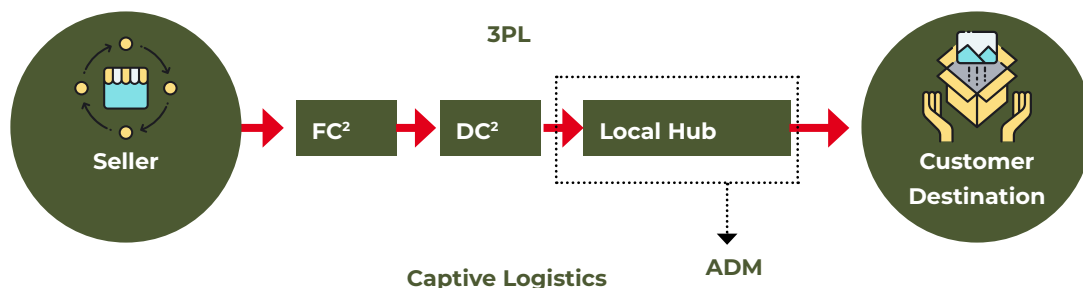 3PL
Seller
FC²
DC²
Local Hub
Customer
Destination
ADM
Captive Logistics